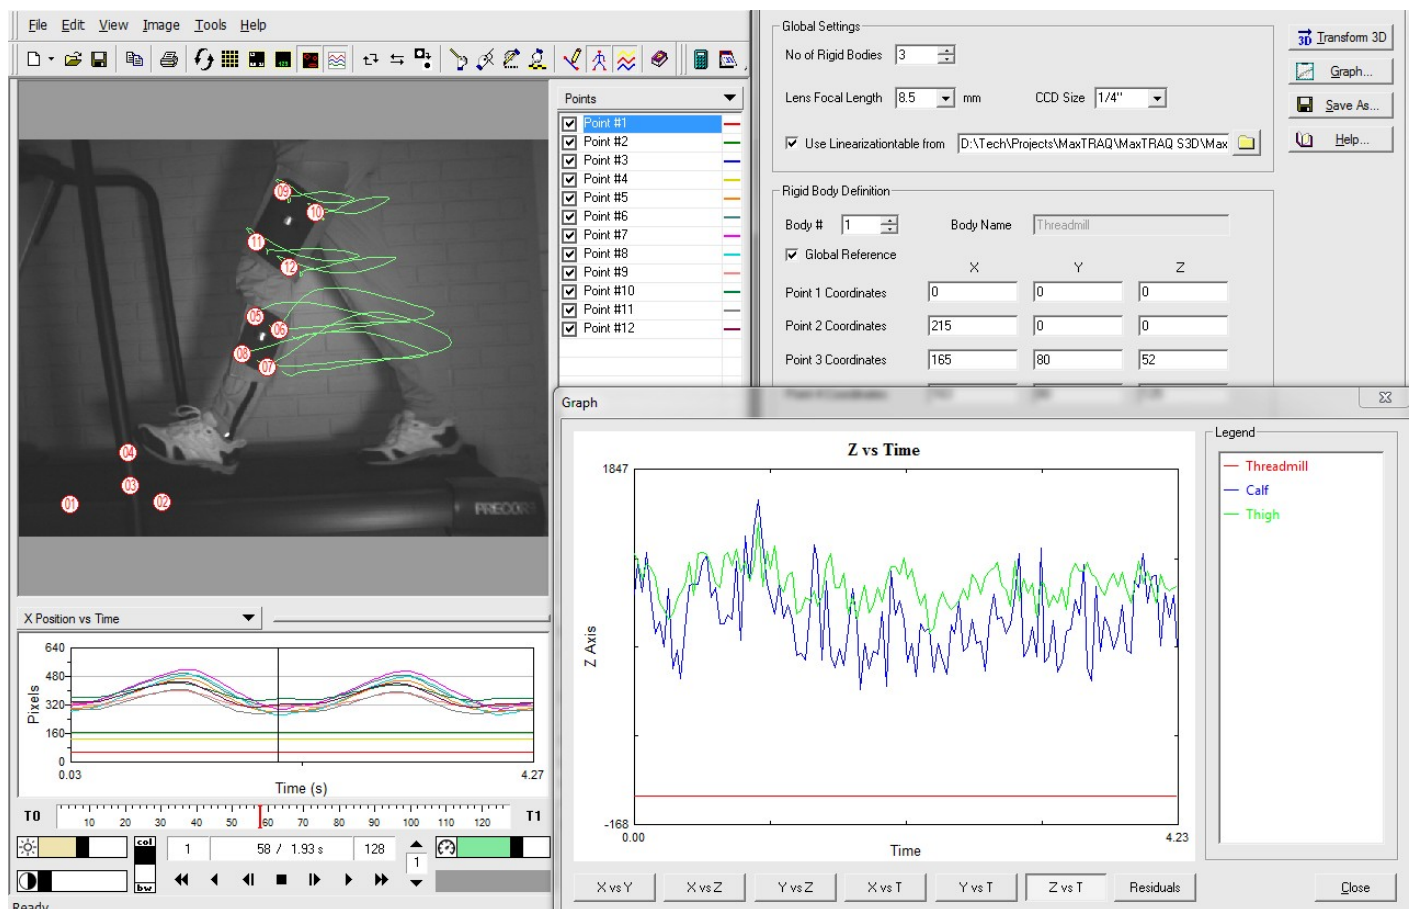 File Edit View Image Tools Help
Points
Point #1
Point #2
Point #3
Point #4
Point #5
Point #6
Point #7
Point #8
Point #9
Point #10
Point #11
Point #12
09
10
11
12
05
06
08
07
04
03
01
02
PRECOR
X Position vs Time
640
480
320
160
0
Pixels
0.03
4.27
Time (s)
T0
10 20 30 40 50 60 70 80 90 100 110 120
T1
col
bw
1
58 / 1.93 s
128
1
Ready
Global Settings
No of Rigid Bodies 3
Lens Focal Length 8.5 mm CCD Size 1/4"
Use Linearizationtable from D:\Tech\Projects\MaxTRAQ\MaxTRAQ S3D\Max
3D Transform 3D
Graph...
Save As...
Help...
Rigid Body Definition
Body # 1 Body Name Threadmill
Global Reference
X Y Z
Point 1 Coordinates 0 0 0
Point 2 Coordinates 215 0 0
Point 3 Coordinates 165 80 52
Graph
Z vs Time
1847
Z Axis
-168
0.00
4.23
Time
Legend
Threadmill
Calf
Thigh
X vs Y X vs Z Y vs Z X vs T Y vs T Z vs T Residuals Close